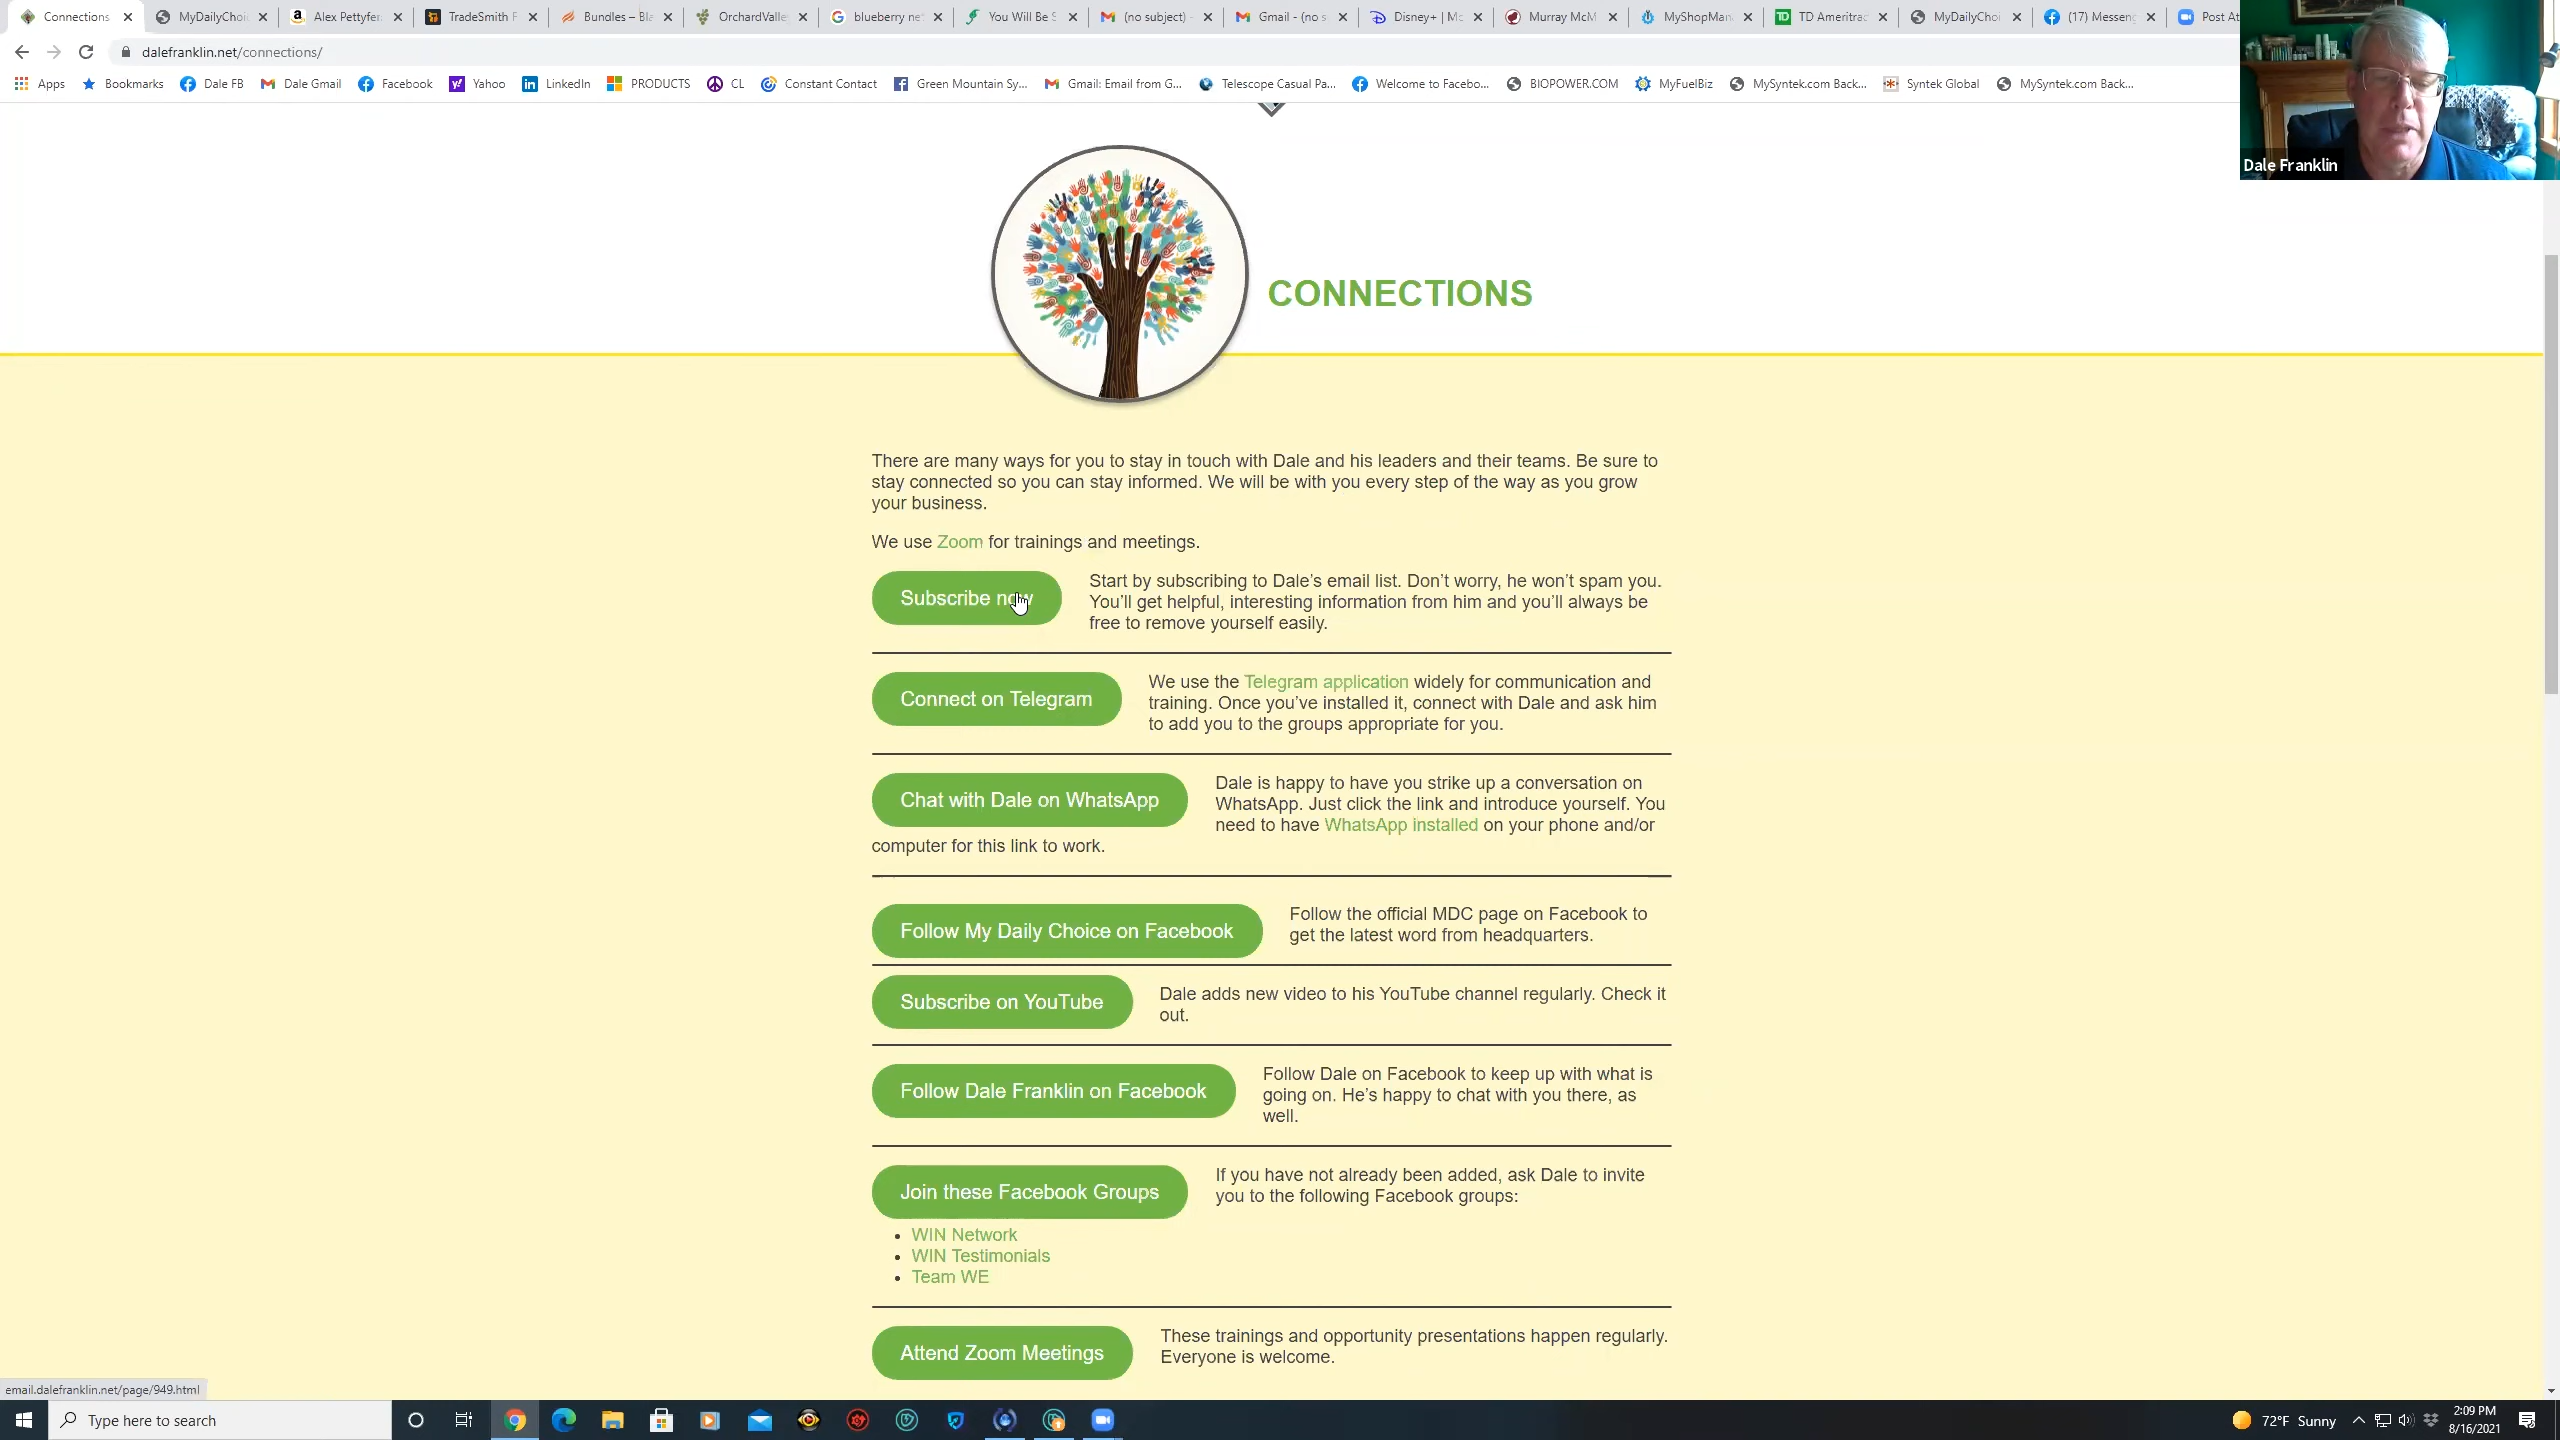 Connections
MyDailyChoi
Alex Pettyfer
TradeSmith F
Bundles – Bla
OrchardValle
blueberry ne
You Will Be S
(no subject) -
Gmail - (no s
Disney+ | Mo
Murray McM
MyShopMan
TD Ameritrad
MyDailyChoi
(17) Messeng
Post At
dalefranklin.net/connections/
Apps
Bookmarks
Dale FB
Dale Gmail
Facebook
Yahoo
LinkedIn
PRODUCTS
CL
Constant Contact
Green Mountain Sy...
Gmail: Email from G...
Telescope Casual Pa...
Welcome to Facebo...
BIOPOWER.COM
MyFuelBiz
MySyntek.com Back...
Syntek Global
MySyntek.com Back...
Dale Franklin
CONNECTIONS
There are many ways for you to stay in touch with Dale and his leaders and their teams. Be sure to
stay connected so you can stay informed. We will be with you every step of the way as you grow
your business.
We use Zoom for trainings and meetings.
Subscribe now
Start by subscribing to Dale's email list. Don't worry, he won't spam you.
You'll get helpful, interesting information from him and you'll always be
free to remove yourself easily.
Connect on Telegram
We use the Telegram application widely for communication and
training. Once you've installed it, connect with Dale and ask him
to add you to the groups appropriate for you.
Chat with Dale on WhatsApp
Dale is happy to have you strike up a conversation on
WhatsApp. Just click the link and introduce yourself. You
need to have WhatsApp installed on your phone and/or
computer for this link to work.
Follow My Daily Choice on Facebook
Follow the official MDC page on Facebook to
get the latest word from headquarters.
Subscribe on YouTube
Dale adds new video to his YouTube channel regularly. Check it
out.
Follow Dale Franklin on Facebook
Follow Dale on Facebook to keep up with what is
going on. He's happy to chat with you there, as
well.
Join these Facebook Groups
If you have not already been added, ask Dale to invite
you to the following Facebook groups:
WIN Network
WIN Testimonials
Team WE
Attend Zoom Meetings
These trainings and opportunity presentations happen regularly.
Everyone is welcome.
email.dalefranklin.net/page/949.html
Type here to search
72°F Sunny
2:09 PM
8/16/2021